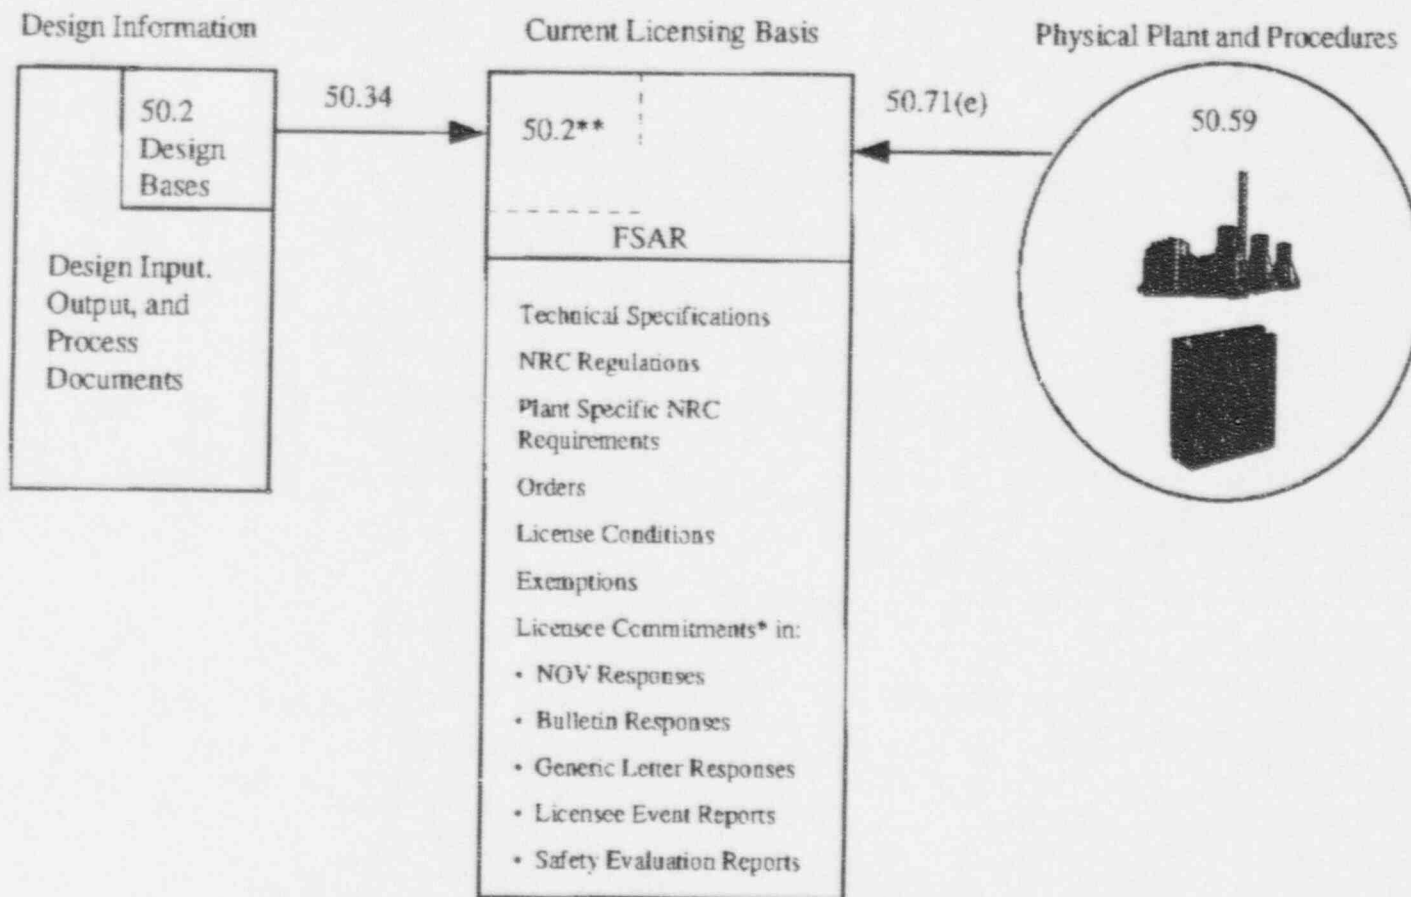 Design Information
50.2
Design
Bases
Design Input.
Output, and
Process
Documents
50.34
Current Licensing Basis
50.2**
FSAR
Technical Specifications
NRC Regulations
Plant Specific NRC
Requirements
Orders
License Conditions
Exemptions
Licensee Commitments* in:
• NOV Responses
• Bulletin Responses
• Generic Letter Responses
• Licensee Event Reports
• Safety Evaluation Reports
50.71(e)
Physical Plant and Procedures
50.59